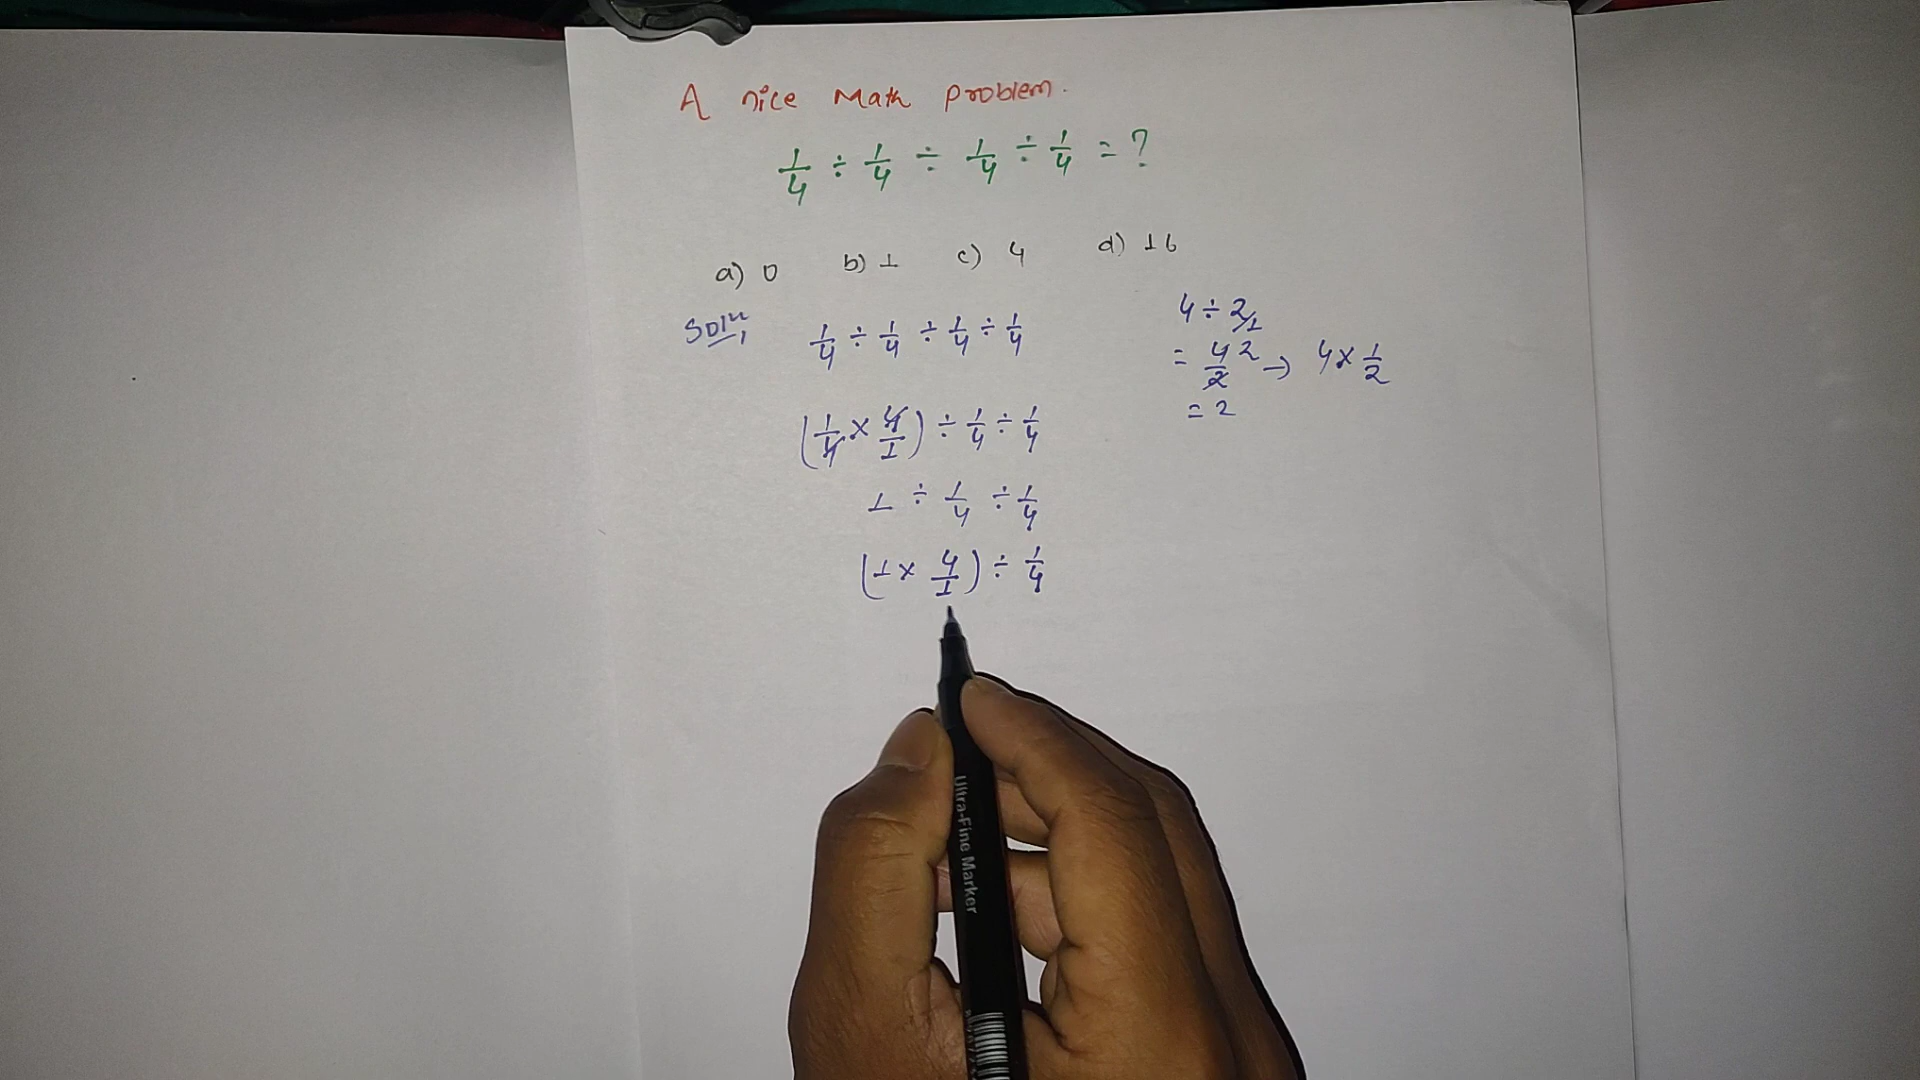 A nice Math problem.
1/4 ÷ 1/4 ÷ 1/4 ÷ 1/4 = ?
a) 0 b) 1 c) 4 d) 16
Soln, 1/4 ÷ 1/4 ÷ 1/4 ÷ 1/4
(1/4 × 4/1) ÷ 1/4 ÷ 1/4
1 ÷ 1/4 ÷ 1/4
(1 × 4/1) ÷ 1/4
4 ÷ 2/1
= 4/2 2 → 4 × 1/2
= 2
Ultra-Fine Marker